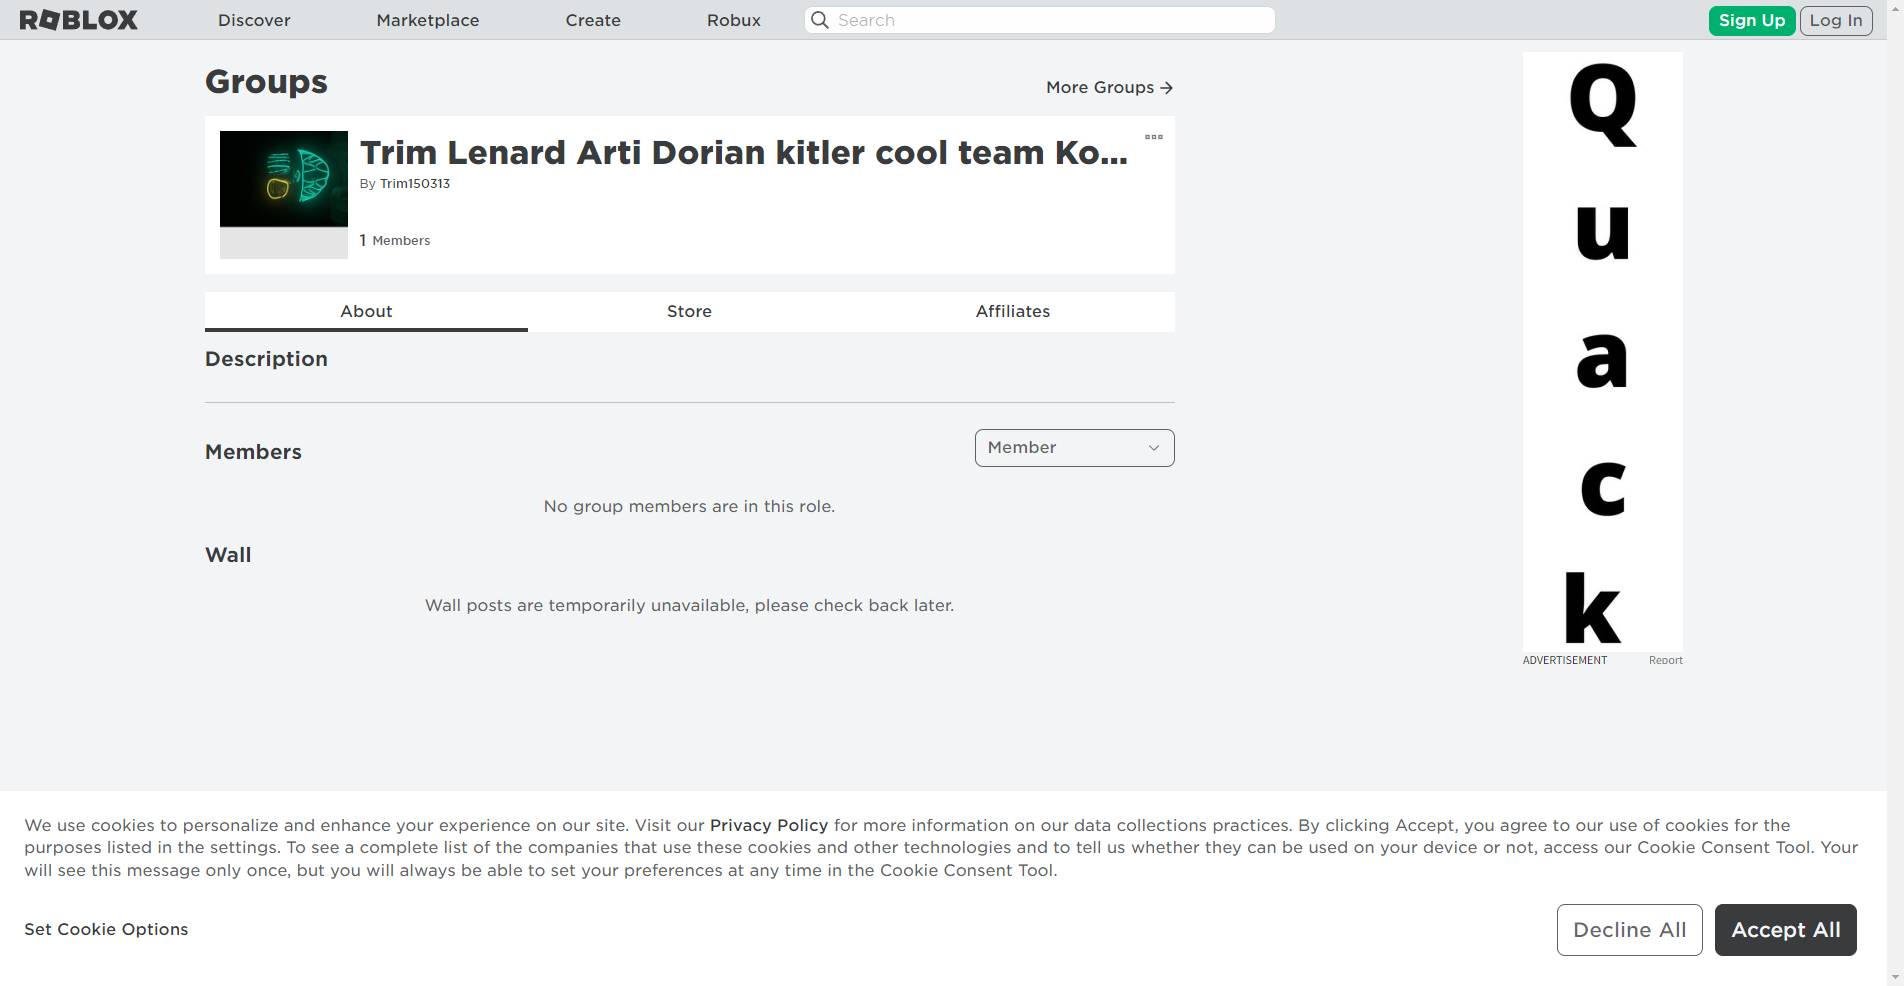 ROBLOX
Discover
Marketplace
Create
Robux
Search
Sign Up
Log In
Groups
More Groups
Trim Lenard Arti Dorian kitler cool team Ko...
By Trim150313
1 Members
About
Store
Affiliates
Description
Members
Member
No group members are in this role.
Wall
Wall posts are temporarily unavailable, please check back later.
Q
u
a
c
k
ADVERTISEMENT
Report
We use cookies to personalize and enhance your experience on our site. Visit our Privacy Policy for more information on our data collections practices. By clicking Accept, you agree to our use of cookies for the
purposes listed in the settings. To see a complete list of the companies that use these cookies and other technologies and to tell us whether they can be used on your device or not, access our Cookie Consent Tool. Your
will see this message only once, but you will always be able to set your preferences at any time in the Cookie Consent Tool.
Set Cookie Options
Decline All
Accept All